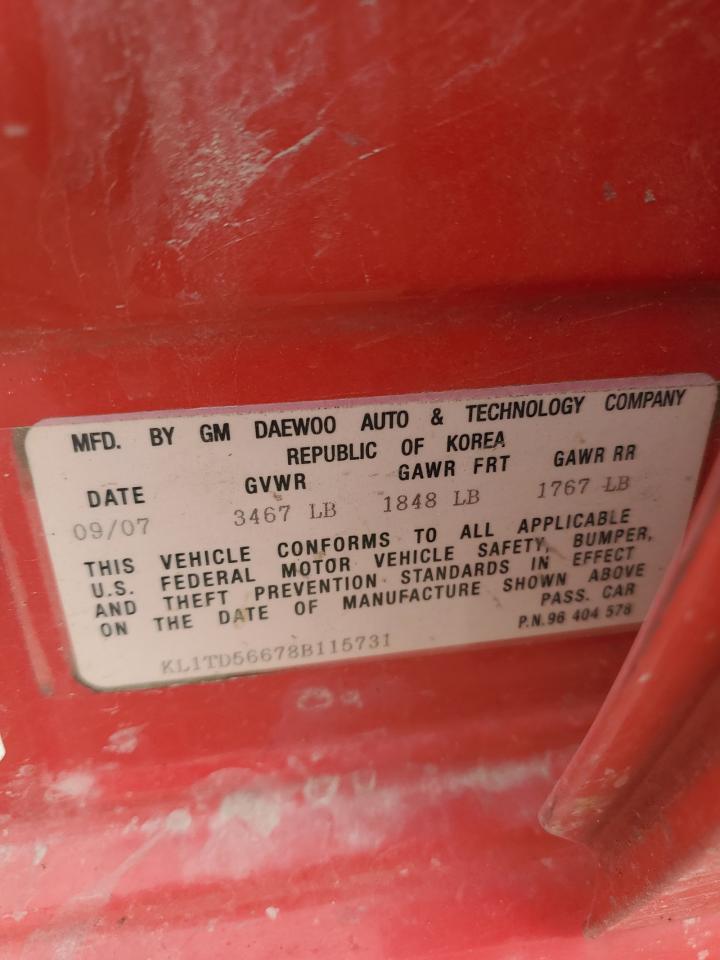 MFD. BY GM DAEWOO AUTO & TECHNOLOGY COMPANY
REPUBLIC OF KOREA
DATE GVWR GAWR FRT GAWR RR
09/07 3467 LB 1848 LB 1767 LB
THIS VEHICLE CONFORMS TO ALL APPLICABLE
U.S. FEDERAL MOTOR VEHICLE SAFETY, BUMPER,
AND THEFT PREVENTION STANDARDS IN EFFECT
ON THE DATE OF MANUFACTURE SHOWN ABOVE
PASS. CAR
KL1TD56678B115731 P.N.96 404 578